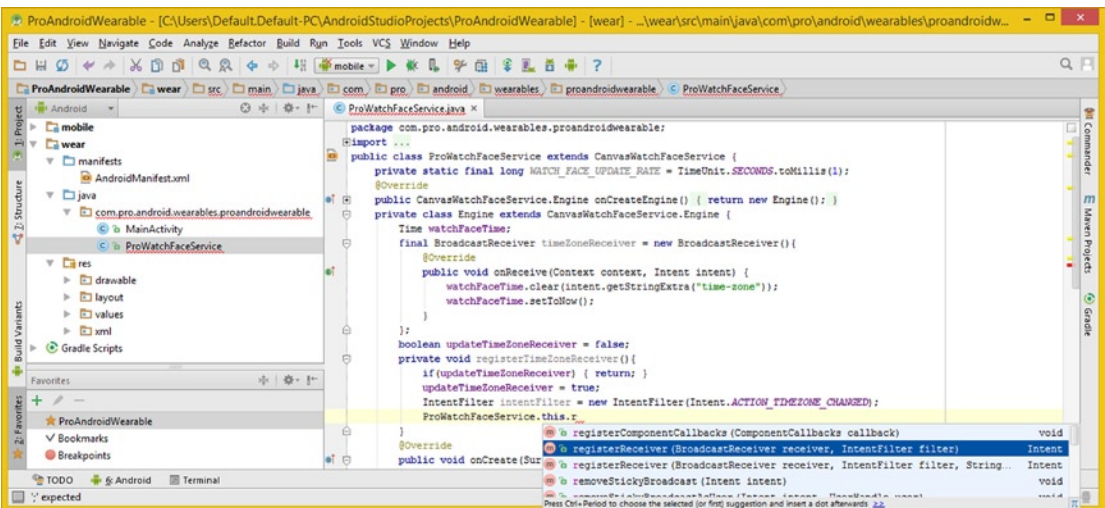 ProAndroidWearable - [C:\Users\Default.Default-PC\AndroidStudioProjects\ProAndroidWearable] - [wear] - ...\wear\src\main\java\com\pro\android\wearables\proandroidw...
File Edit View Navigate Code Analyze Refactor Build Run Tools VCS Window Help
mobile
ProAndroidWearable wear src main java com pro android wearables proandroidwearable ProWatchFaceService
1: Project
7: Structure
Build Variants
2: Favorites
Android
mobile
wear
manifests
AndroidManifest.xml
java
com.pro.android.wearables.proandroidwearable
MainActivity
ProWatchFaceService
res
drawable
layout
values
xml
Gradle Scripts
Favorites
ProAndroidWearable
Bookmarks
Breakpoints
ProWatchFaceService.java
package com.pro.android.wearables.proandroidwearable;
import ...
public class ProWatchFaceService extends CanvasWatchFaceService {
private static final long WATCH_FACE_UPDATE_RATE = TimeUnit.SECONDS.toMillis(1);
@Override
public CanvasWatchFaceService.Engine onCreateEngine() { return new Engine(); }
private class Engine extends CanvasWatchFaceService.Engine {
Time watchFaceTime;
final BroadcastReceiver timeZoneReceiver = new BroadcastReceiver(){
@Override
public void onReceive(Context context, Intent intent) {
watchFaceTime.clear(intent.getStringExtra("time-zone"));
watchFaceTime.setToNow();
}
};
boolean updateTimeZoneReceiver = false;
private void registerTimeZoneReceiver(){
if(updateTimeZoneReceiver) { return; }
updateTimeZoneReceiver = true;
IntentFilter intentFilter = new IntentFilter(Intent.ACTION_TIMEZONE_CHANGED);
ProWatchFaceService.this.r
}
@Override
public void onCreate(Sur
registerComponentCallbacks(ComponentCallbacks callback) void
registerReceiver(BroadcastReceiver receiver, IntentFilter filter) Intent
registerReceiver(BroadcastReceiver receiver, IntentFilter filter, String... Intent
removeStickyBroadcast(Intent intent) void
Press Ctrl+Period to choose the selected (or first) suggestion and insert a dot afterwards >>
Commander
Maven Projects
Gradle
TODO 6: Android Terminal
';' expected